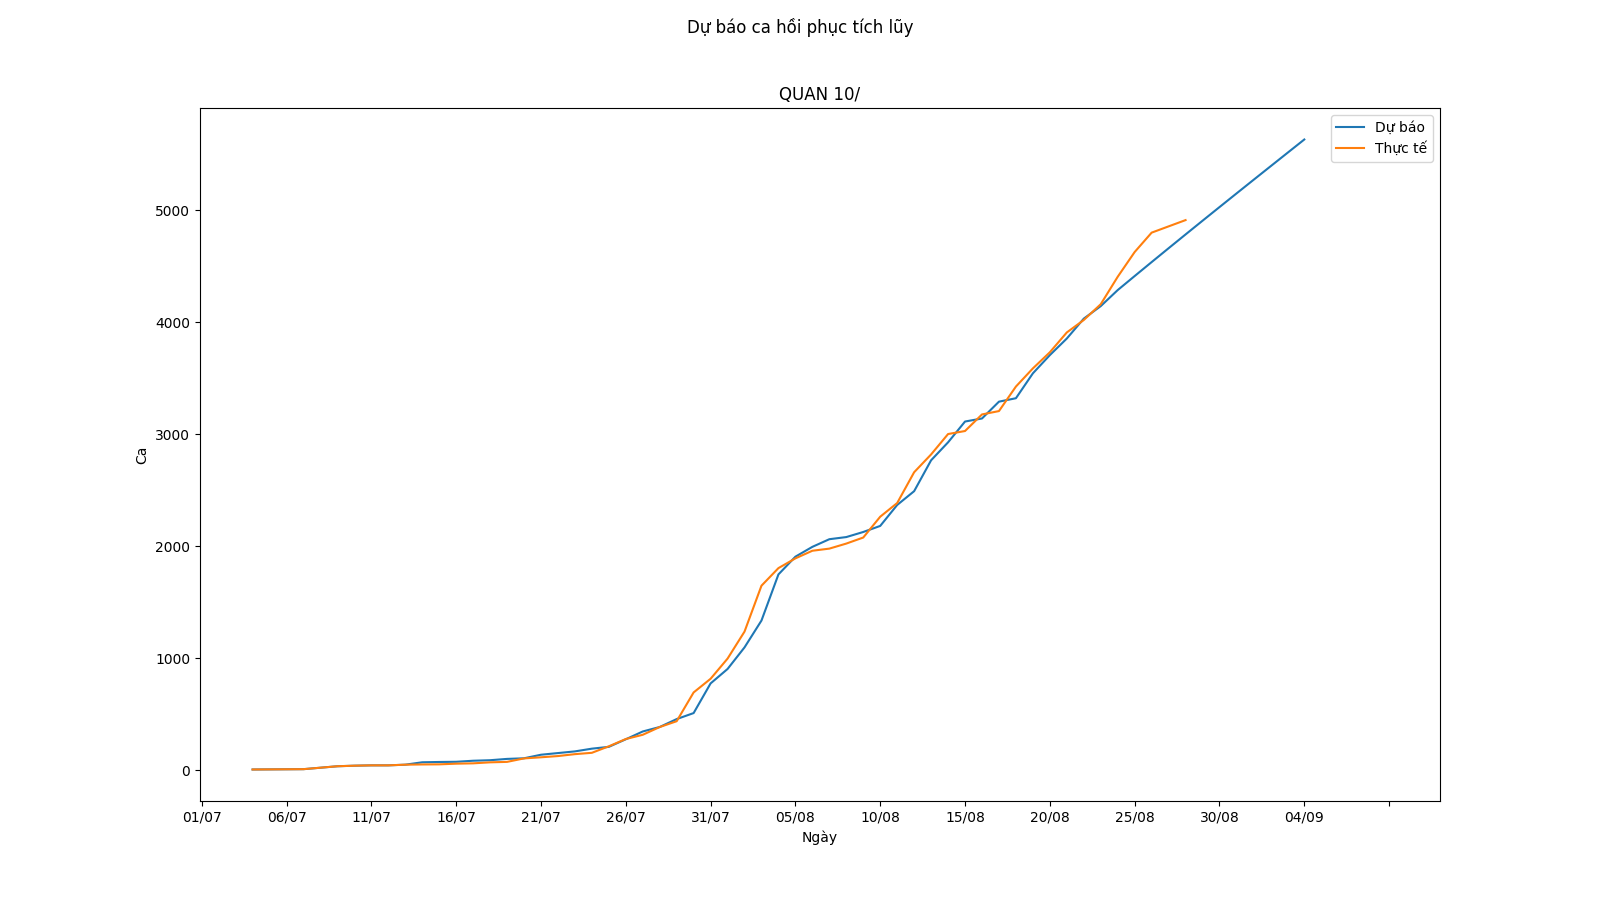 Dự báo ca hồi phục tích lũy
QUAN 10/
Dự báo
Thực tế
5000
4000
3000
2000
1000
0
Ca
01/07 06/07 11/07 16/07 21/07 26/07 31/07 05/08 10/08 15/08 20/08 25/08 30/08 04/09
Ngày